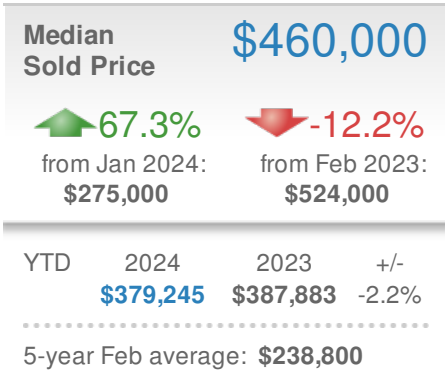 Median
Sold Price
$460,000
67.3%
from Jan 2024:
$275,000
-12.2%
from Feb 2023:
$524,000
YTD 2024 2023 +/-
$379,245 $387,883 -2.2%
5-year Feb average: $238,800